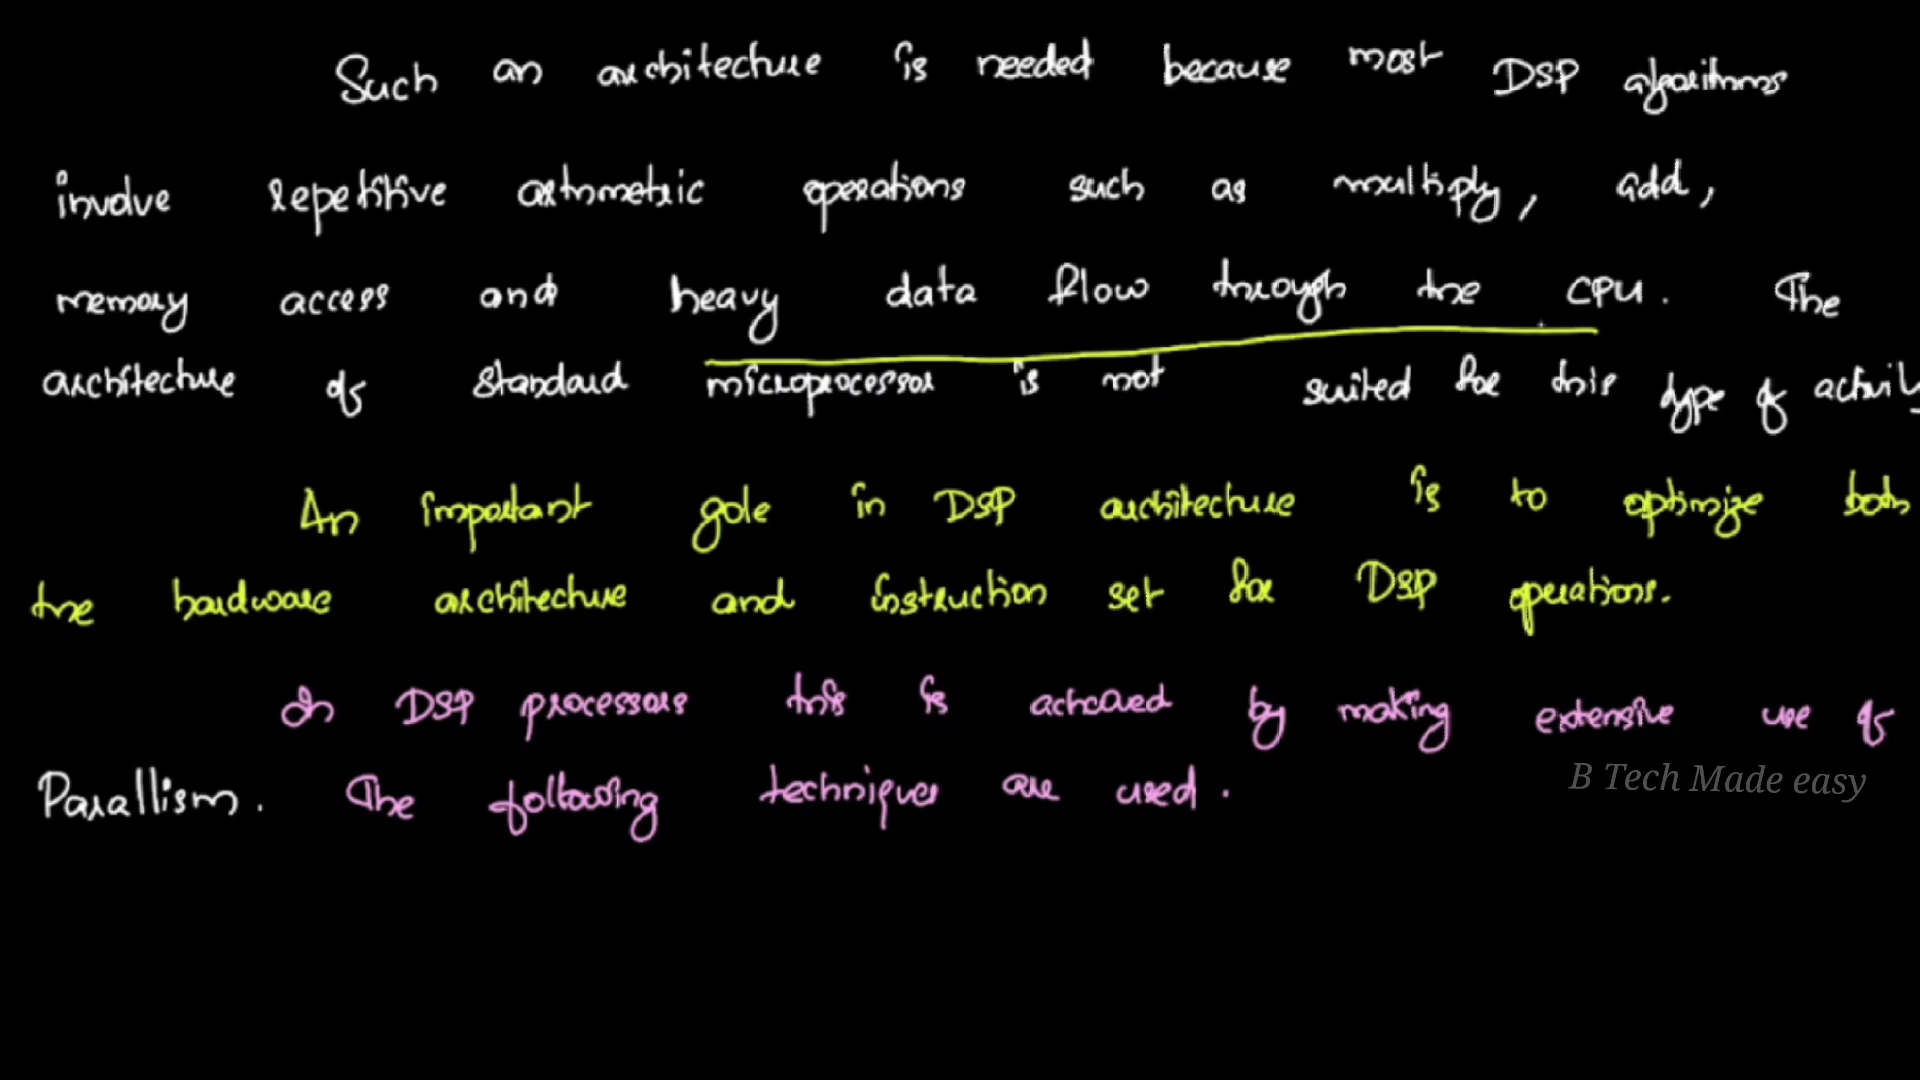 Such an architecture is needed because most DSP algorithms
involve repetitive arthmetric operations such as multiply, add,
memory access and heavy data flow through the CPU. The
architecture of standard microprocessor is not suited for this type of activity
An important gole in DSP architecture is to optimize both
the hardware architecture and instruction set for DSP operations.
In DSP processors this is by making extensive use of
Parallism. The following techniques are used.
B Tech Made easy